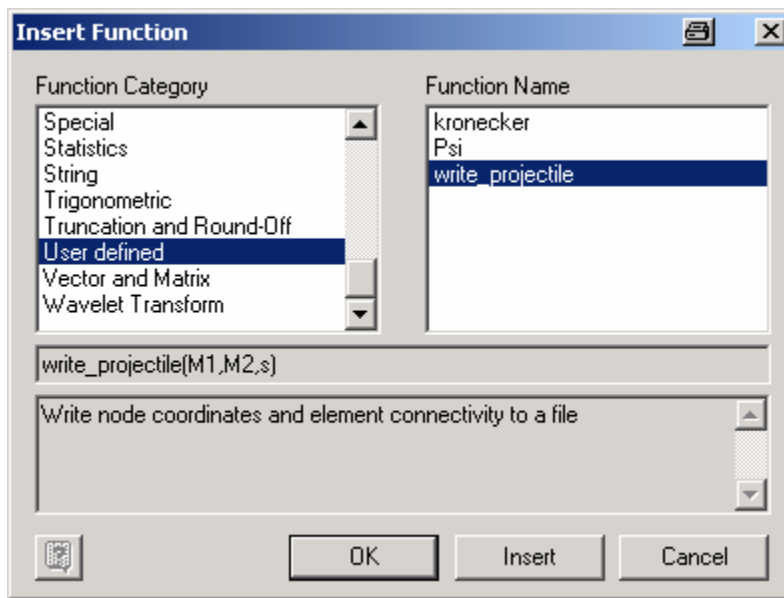 Insert Function
Function Category
Special
Statistics
String
Trigonometric
Truncation and Round-Off
User defined
Vector and Matrix
Wavelet Transform
Function Name
kronecker
Psi
write_projectile
write_projectile(M1,M2,s)
Write node coordinates and element connectivity to a file
OK
Insert
Cancel